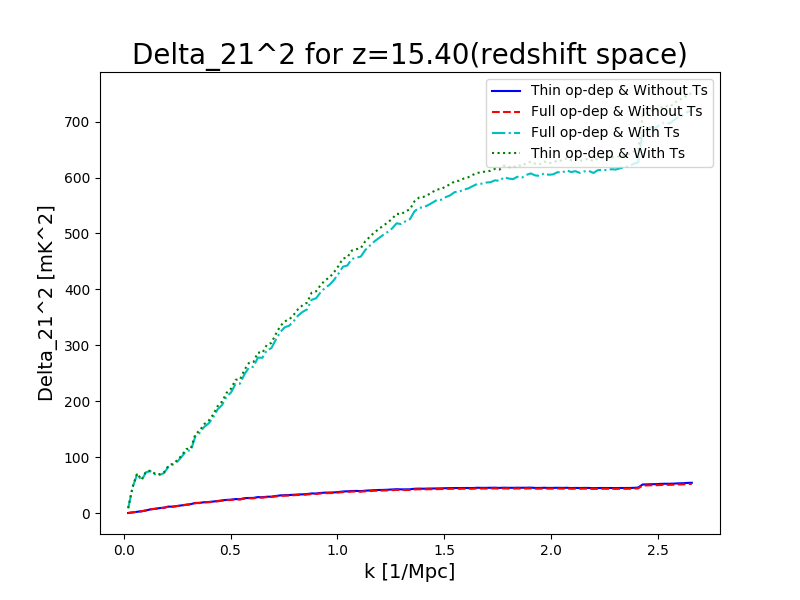 Delta_21^2 for z=15.40(redshift space)
Thin op-dep & Without Ts
Full op-dep & Without Ts
Full op-dep & With Ts
Thin op-dep & With Ts
Delta_21^2 [mK^2]
700
600
500
400
300
200
100
0
0.0
0.5
1.0
1.5
2.0
2.5
k [1/Mpc]